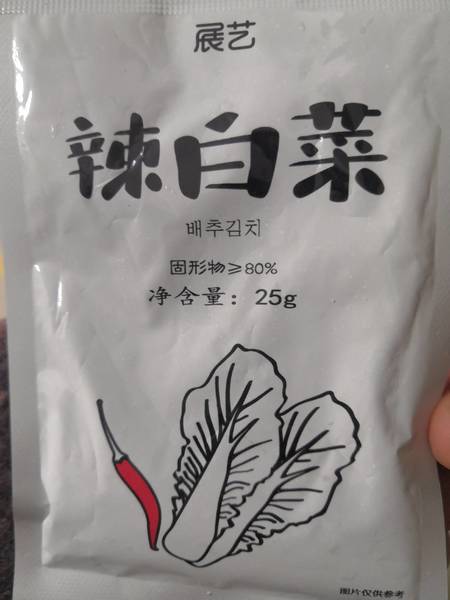 展艺
辣白菜
배추김치
固形物≥80%
净含量：25g
图片仅供参考